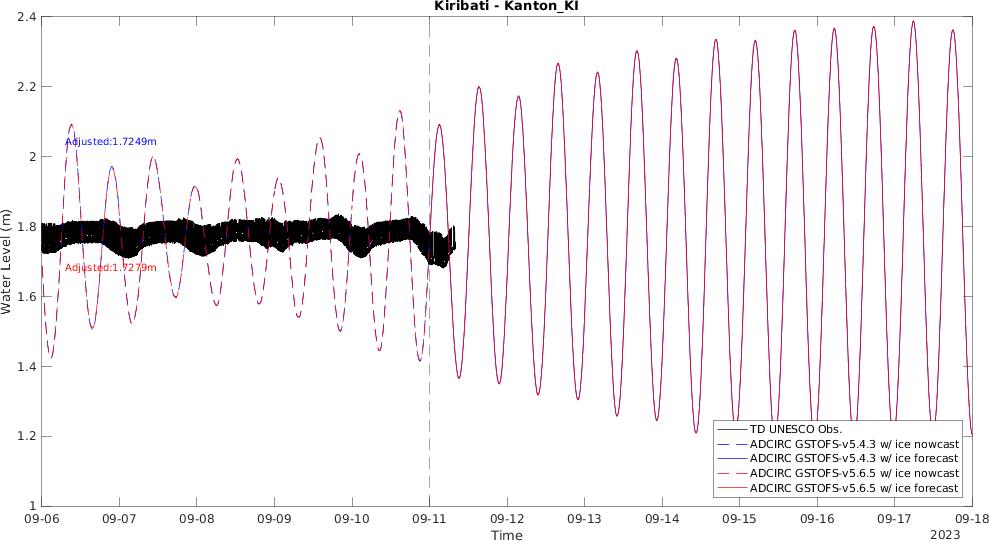 Kiribati - Kanton_KI
2.4
2.2
2
1.8
1.6
1.4
1.2
1
Water Level (m)
Adjusted:1.7249m
Adjusted:1.7279m
TD UNESCO Obs.
ADCIRC GSTOFS-v5.4.3 w/ ice nowcast
ADCIRC GSTOFS-v5.4.3 w/ ice forecast
ADCIRC GSTOFS-v5.6.5 w/ ice nowcast
ADCIRC GSTOFS-v5.6.5 w/ ice forecast
09-06 09-07 09-08 09-09 09-10 09-11 09-12 09-13 09-14 09-15 09-16 09-17 09-18
Time
2023